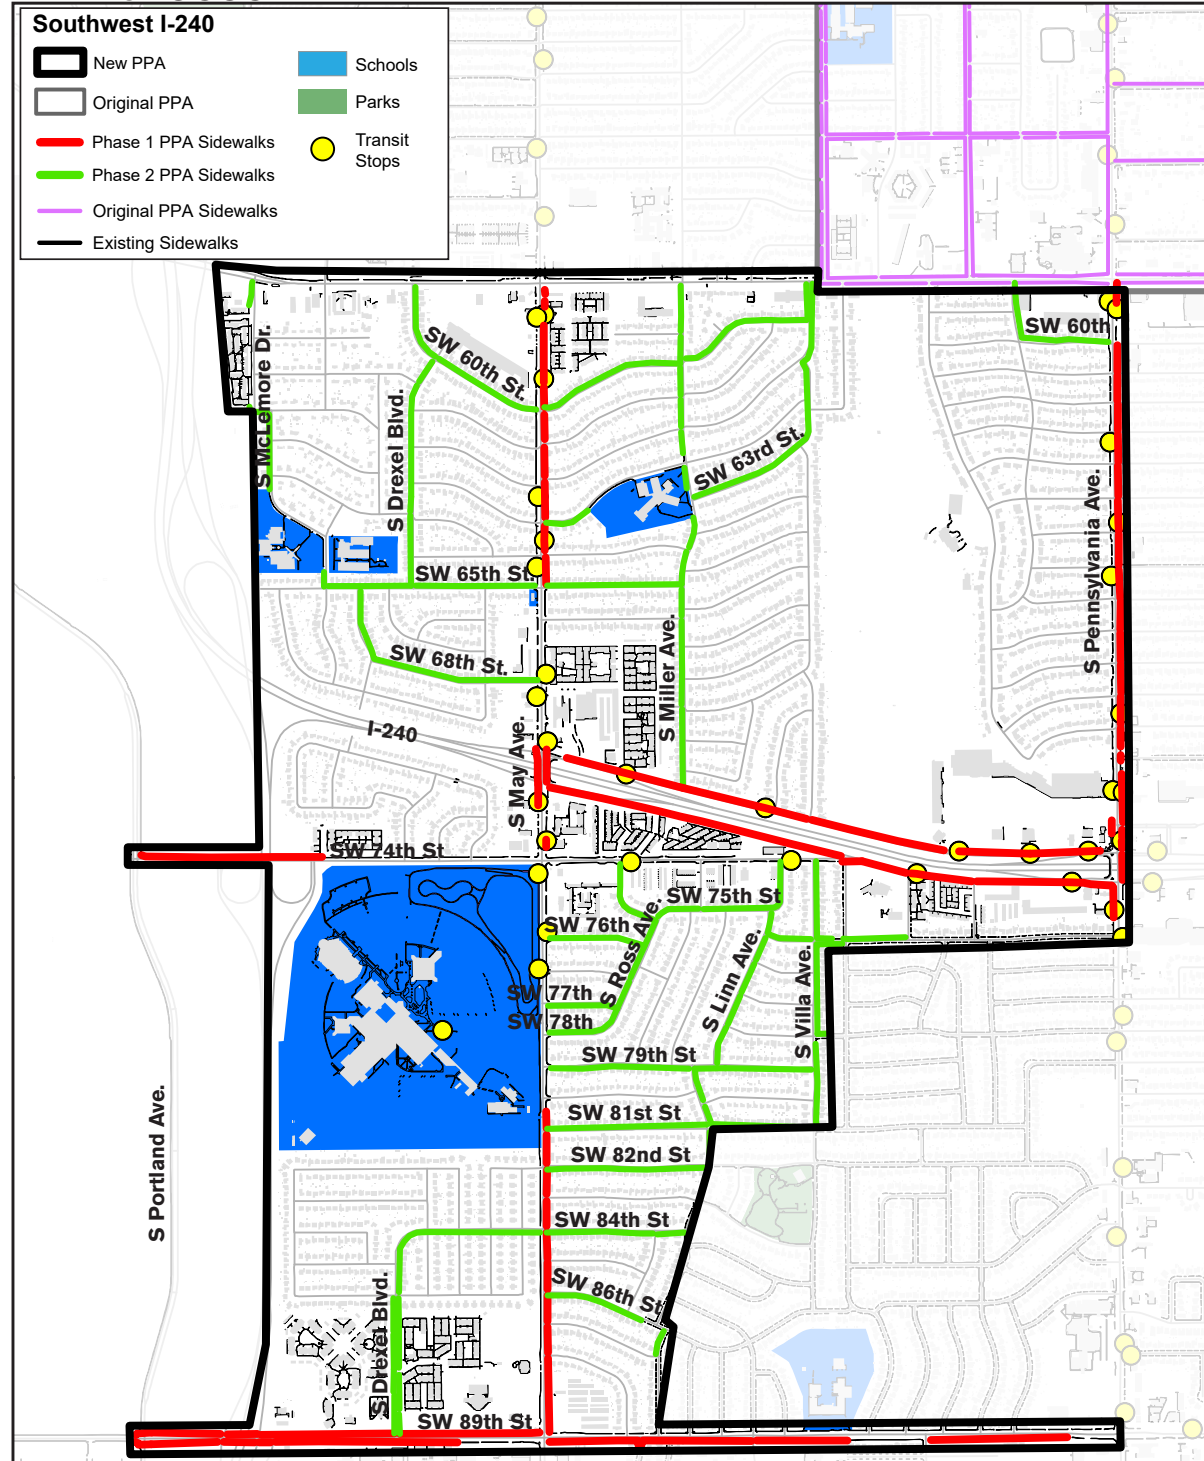 Southwest I-240
New PPA
Original PPA
Phase 1 PPA Sidewalks
Phase 2 PPA Sidewalks
Original PPA Sidewalks
Existing Sidewalks
Schools
Parks
Transit
Stops
SW 60th
SW 60th St.
S McLemore Dr.
S Drexel Blvd.
SW 63rd St.
S Pennsylvania Ave.
SW 65th St.
SW 68th St.
S Miller Ave.
I-240
S May Ave.
SW 74th St
SW 75th St
SW 76th
S Ross Ave.
S Linn Ave.
S Villa Ave.
SW 77th
SW 78th
SW 79th St
S Portland Ave.
SW 81st St
SW 82nd St
SW 84th St
SW 86th St
S Drexel Blvd.
SW 89th St